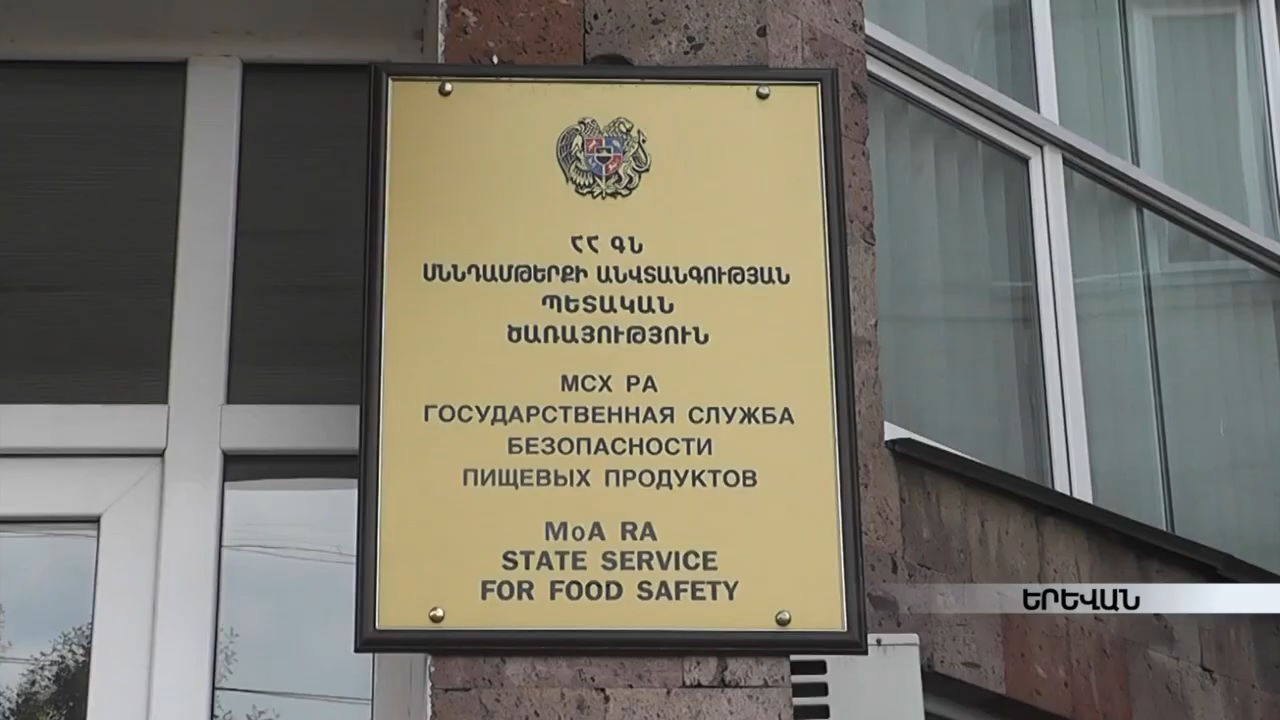 ՀՀ ԳՆ
ՍՆՆԴԱՄԹԵՐՔԻ ԱՆՎՏԱՆԳՈՒԹՅԱՆ
ՊԵՏԱԿԱՆ
ԾԱՌԱՅՈՒԹՅՈՒՆ
МСХ РА
ГОСУДАРСТВЕННАЯ СЛУЖБА
БЕЗОПАСНОСТИ
ПИЩЕВЫХ ПРОДУКТОВ
MoA RA
STATE SERVICE
FOR FOOD SAFETY
ԵՐԵՎԱՆ